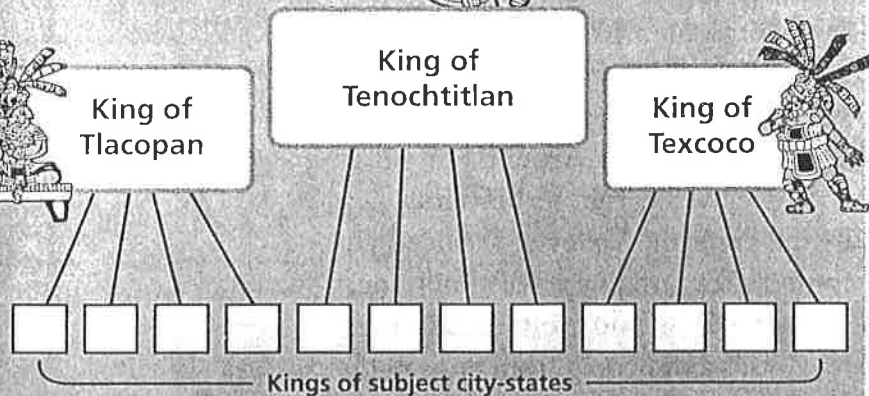 King of
Tlacopan
King of
Tenochtitlan
King of
Texcoco
Kings of subject city-states